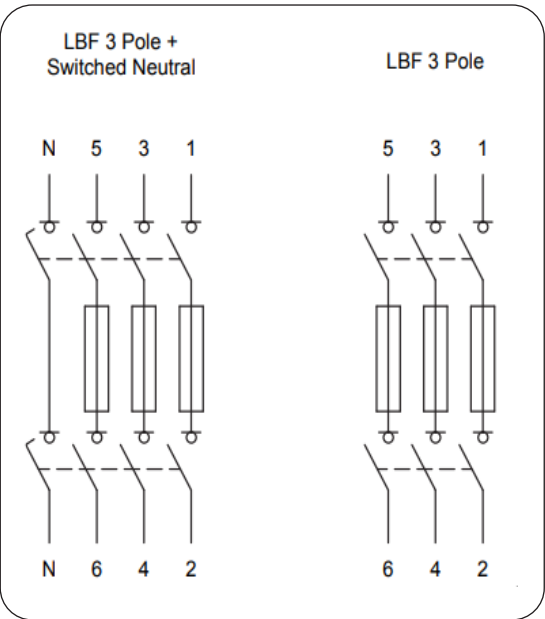 LBF 3 Pole +
Switched Neutral
N 5 3 1
N 6 4 2
LBF 3 Pole
5 3 1
6 4 2